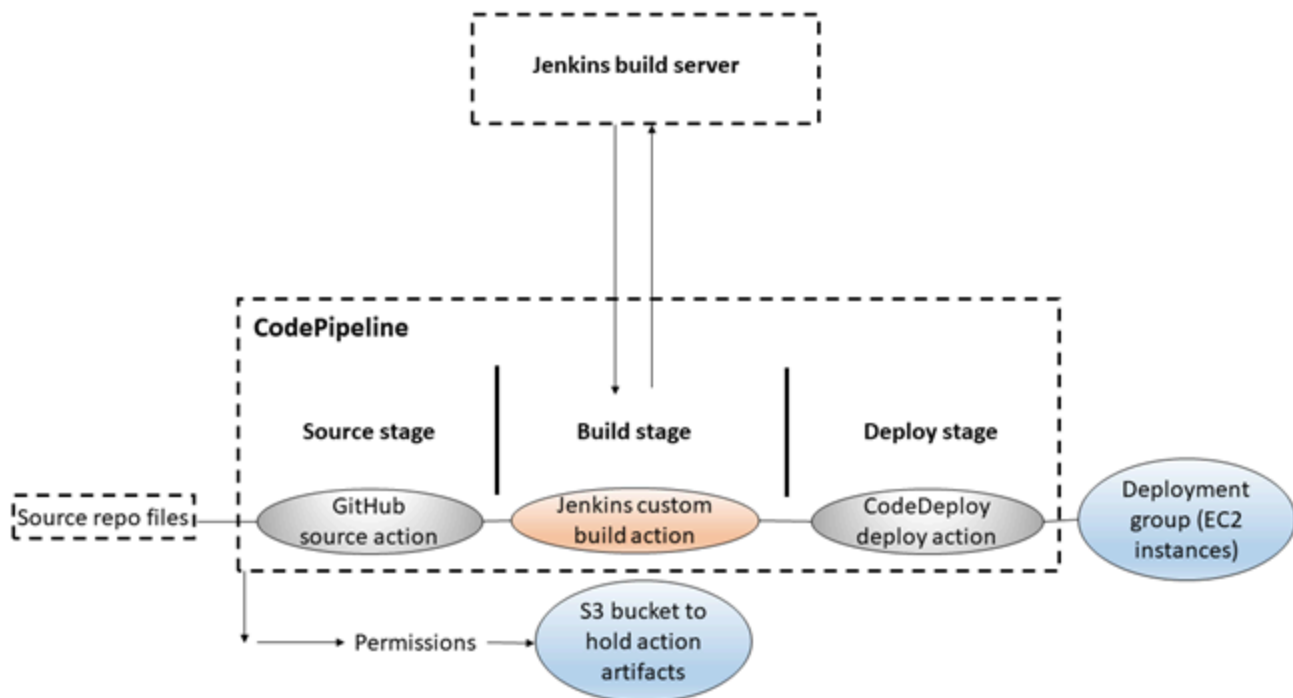 Jenkins build server
CodePipeline
Source stage
Build stage
Deploy stage
Source repo files
GitHub
source action
Jenkins custom
build action
CodeDeploy
deploy action
Deployment
group (EC2
instances)
Permissions
S3 bucket to
hold action
artifacts